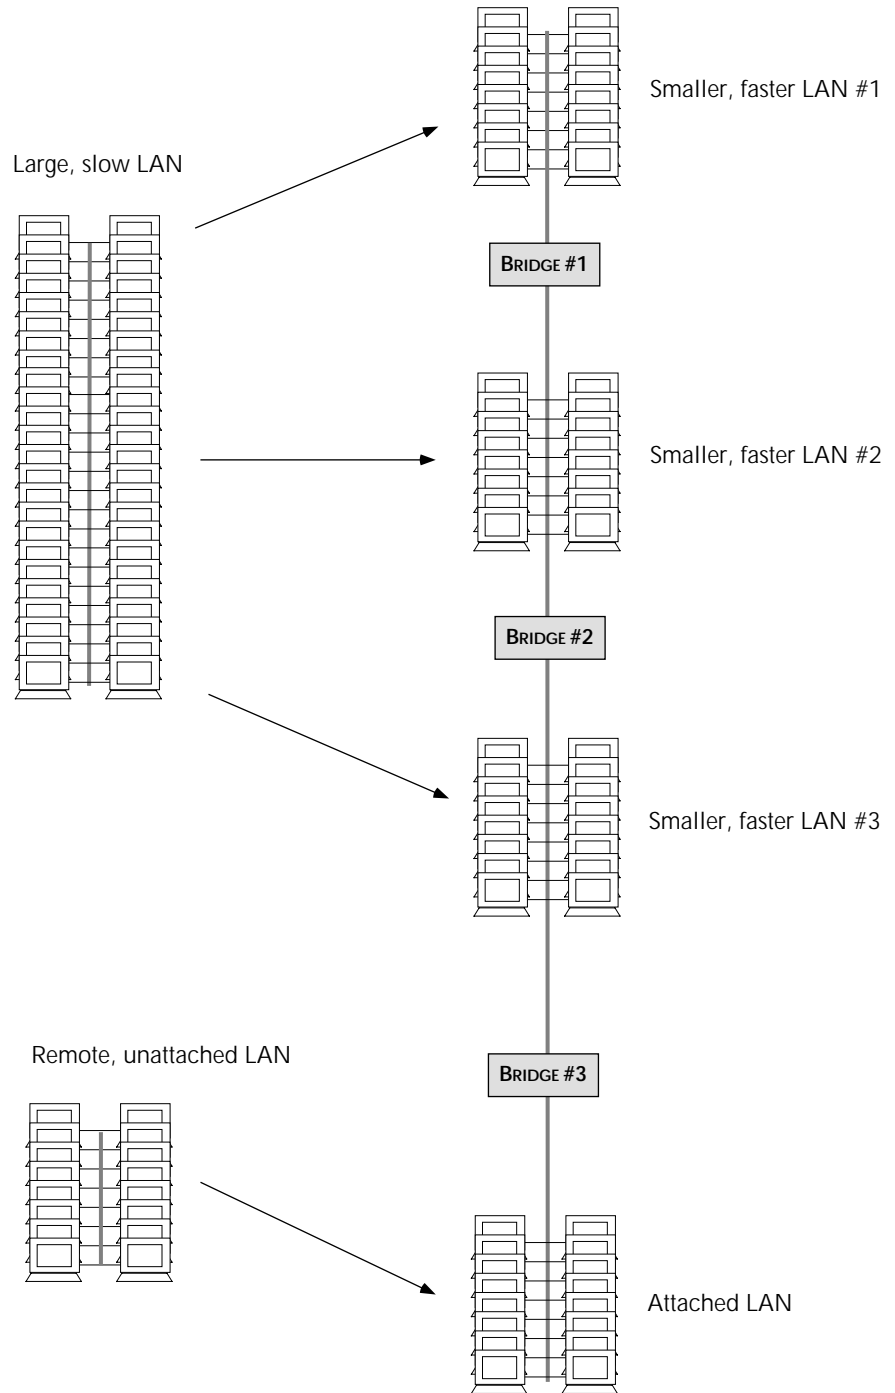 Smaller, faster LAN #1
Large, slow LAN
BRIDGE #1
Smaller, faster LAN #2
BRIDGE #2
Smaller, faster LAN #3
Remote, unattached LAN
BRIDGE #3
Attached LAN